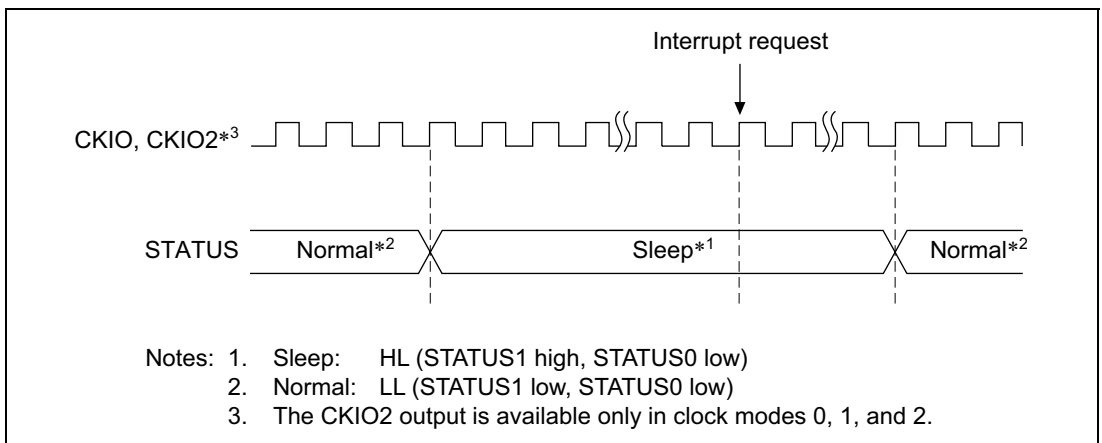 Interrupt request
CKIO, CKIO2*3
STATUS Normal*2 Sleep*1 Normal*2
Notes: 1. Sleep: HL (STATUS1 high, STATUS0 low)
2. Normal: LL (STATUS1 low, STATUS0 low)
3. The CKIO2 output is available only in clock modes 0, 1, and 2.